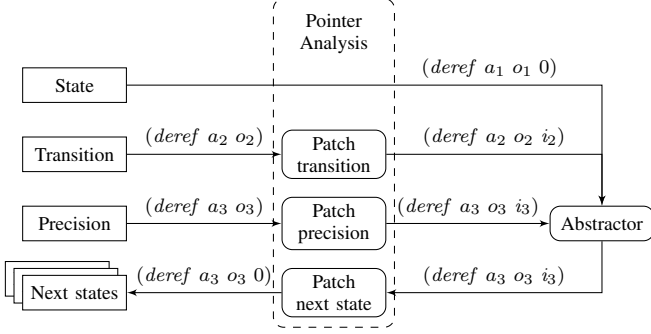 Pointer
Analysis
State
(deref a₁ o₁ 0)
Transition
(deref a₂ o₂)
Patch
transition
(deref a₂ o₂ i₂)
Precision
(deref a₃ o₃)
Patch
precision
(deref a₃ o₃ i₃)
Abstractor
Next states
(deref a₃ o₃ 0)
Patch
next state
(deref a₃ o₃ i₃)